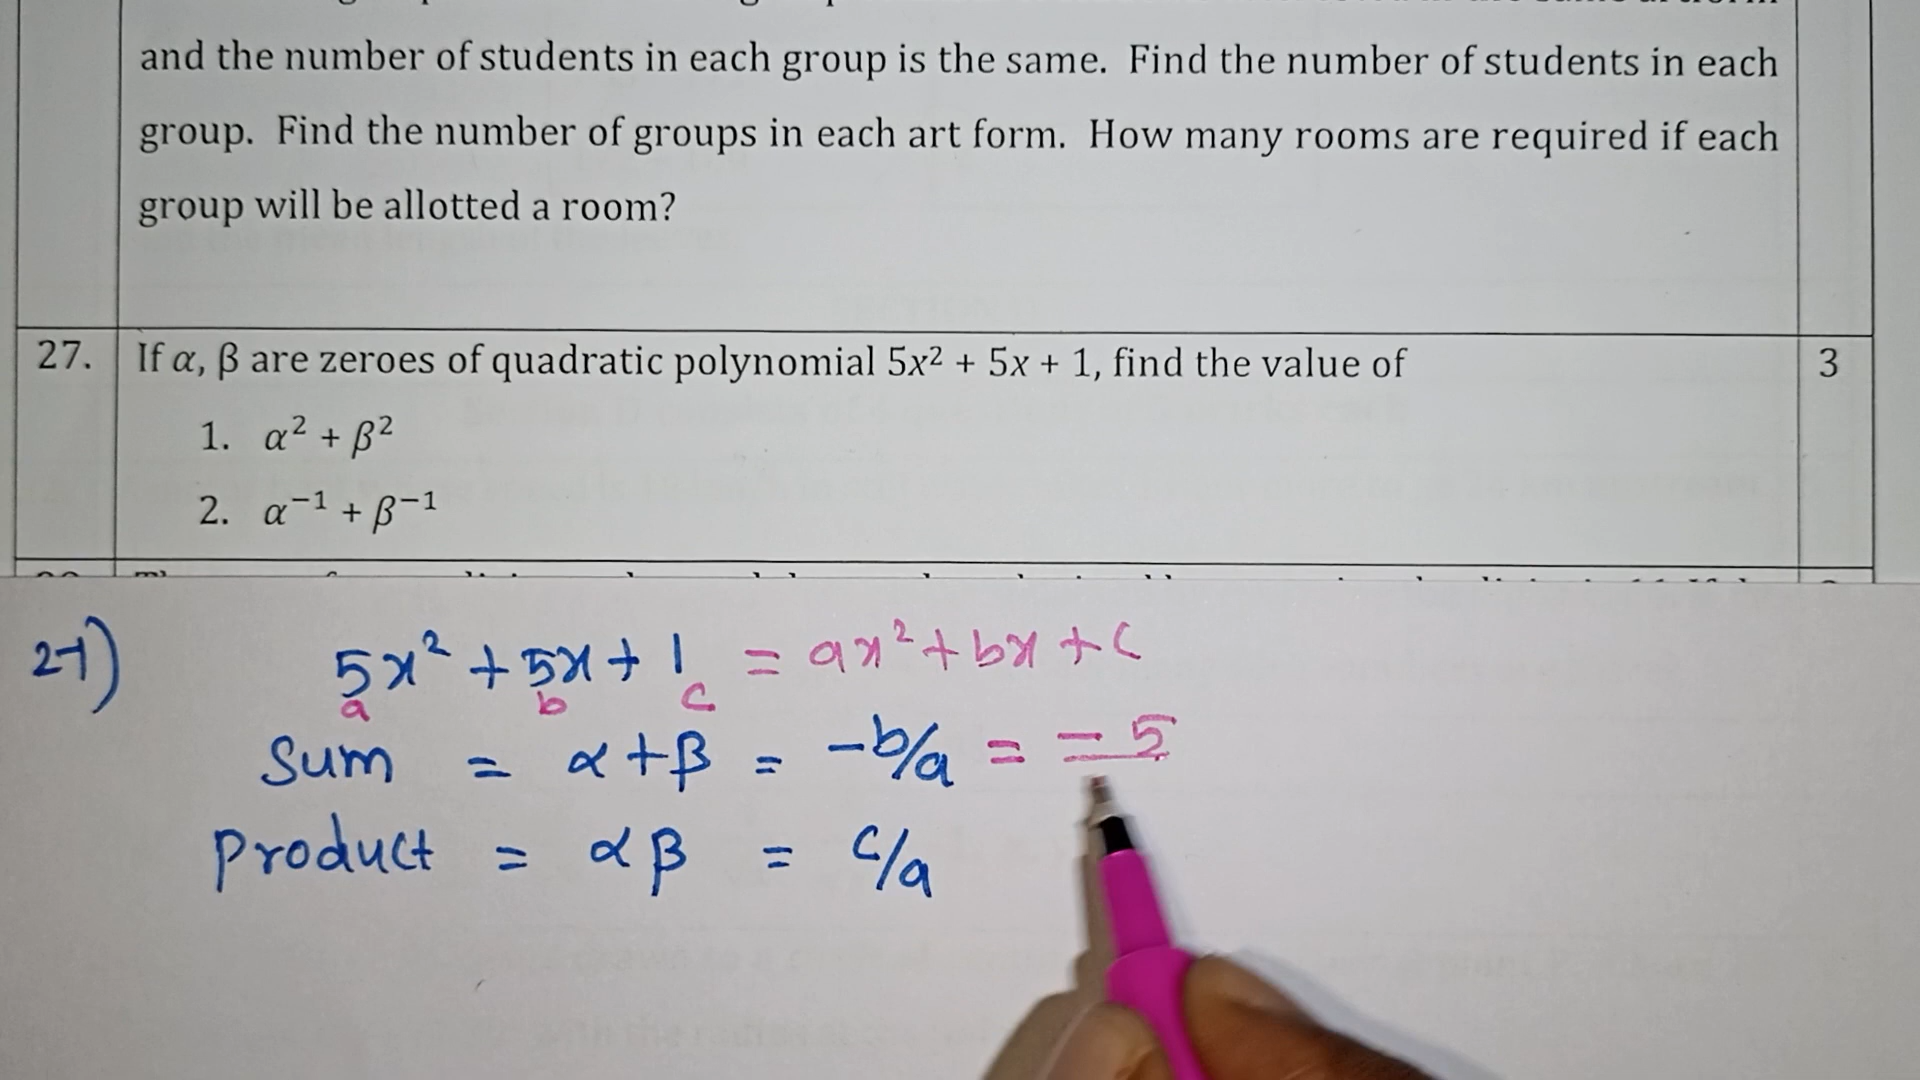 and the number of students in each group is the same. Find the number of students in each
group. Find the number of groups in each art form. How many rooms are required if each
group will be allotted a room?
27. If α, β are zeroes of quadratic polynomial 5x² + 5x + 1, find the value of 3
1. α² + β²
2. α⁻¹ + β⁻¹
27) 5x² + 5x + 1 = ax² + bx + c
a b c
Sum = α + β = -b/a = -5
Product = αβ = c/a